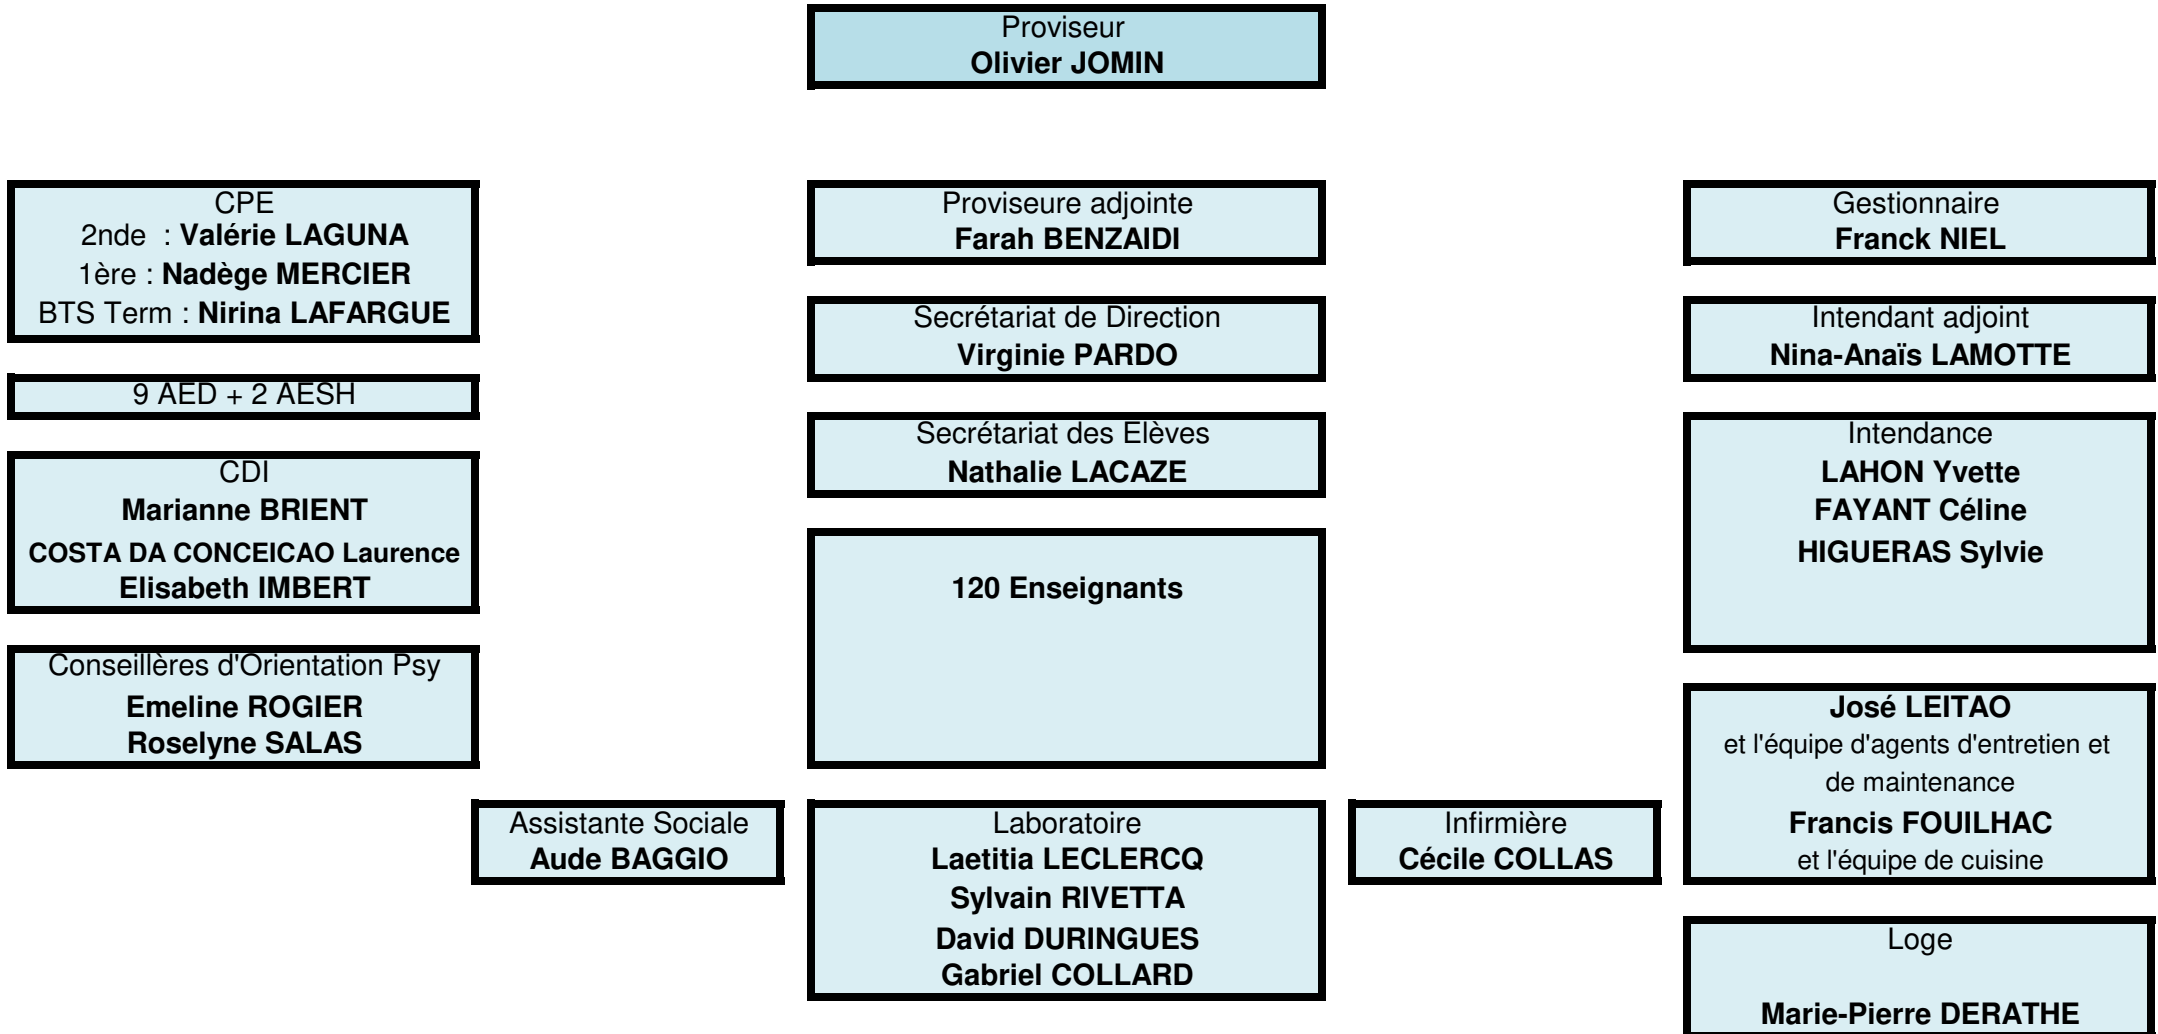 Proviseur
Olivier JOMIN
CPE
2nde : Valérie LAGUNA
1ère : Nadège MERCIER
BTS Term : Nirina LAFARGUE
9 AED + 2 AESH
CDI
Marianne BRIENT
COSTA DA CONCEICAO Laurence
Elisabeth IMBERT
Conseillères d'Orientation Psy
Emeline ROGIER
Roselyne SALAS
Assistante Sociale
Aude BAGGIO
Proviseure adjointe
Farah BENZAIDI
Secrétariat de Direction
Virginie PARDO
Secrétariat des Elèves
Nathalie LACAZE
120 Enseignants
Laboratoire
Laetitia LECLERCQ
Sylvain RIVETTA
David DURINGUES
Gabriel COLLARD
Infirmière
Cécile COLLAS
Gestionnaire
Franck NIEL
Intendant adjoint
Nina-Anaïs LAMOTTE
Intendance
LAHON Yvette
FAYANT Céline
HIGUERAS Sylvie
José LEITAO
et l'équipe d'agents d'entretien et
de maintenance
Francis FOUILHAC
et l'équipe de cuisine
Loge
Marie-Pierre DERATHE